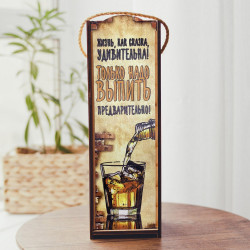 ЖИЗНЬ, КАК СКАЗКА,
УДИВИТЕЛЬНА!
ТОЛЬКО НАДО
ВЫПИТЬ
ПРЕДВАРИТЕЛЬНО!